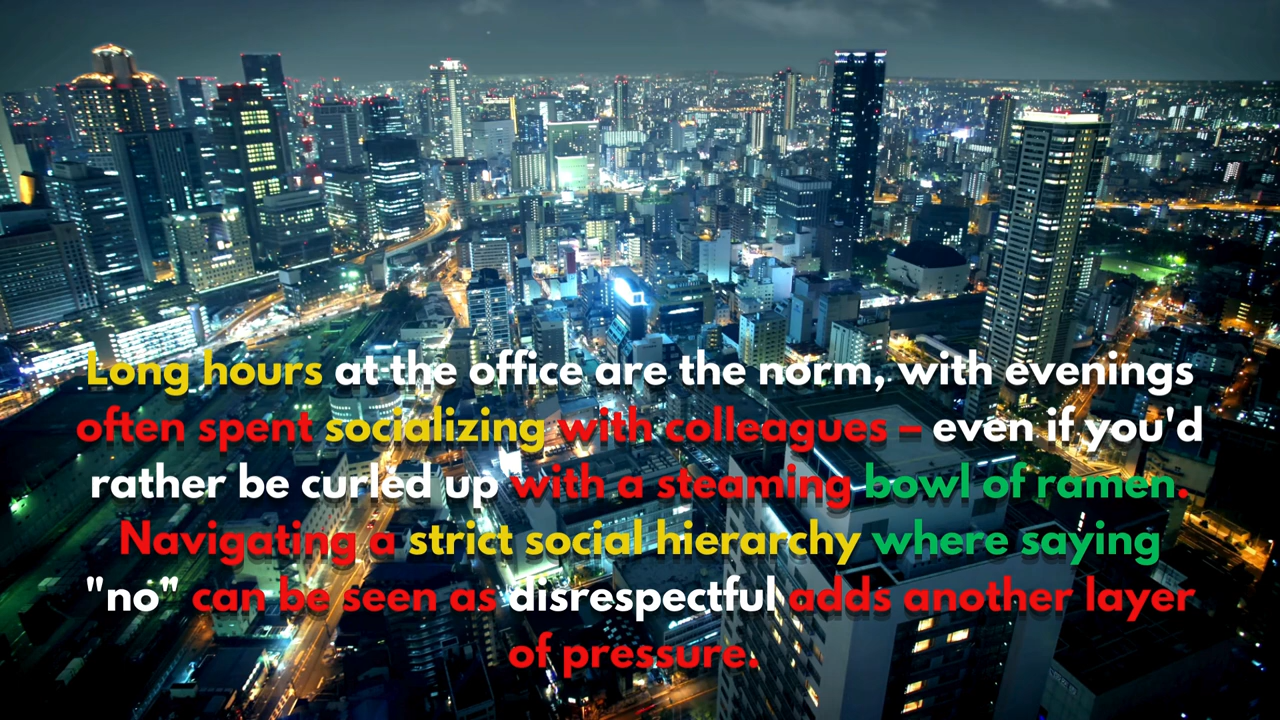 Long hours at the office are the norm, with evenings
often spent socializing with colleagues – even if you'd
rather be curled up with a steaming bowl of ramen.
Navigating a strict social hierarchy where saying
"no" can be seen as disrespectful adds another layer
of pressure.